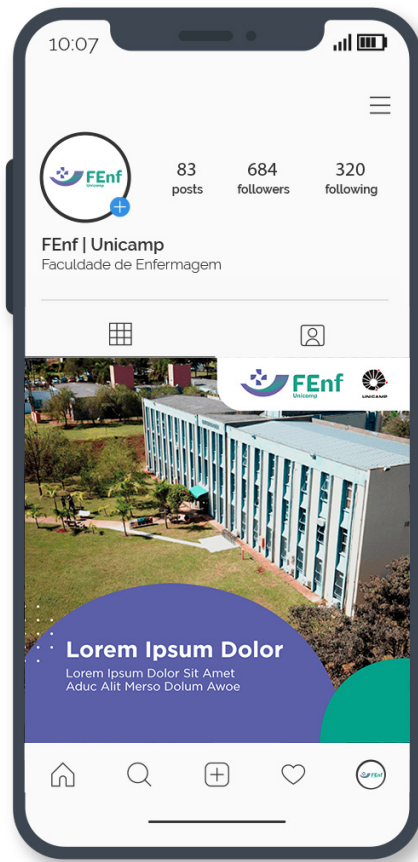 10:07
FEnf
Unicamp
83 684 320
posts followers following
FEnf | Unicamp
Faculdade de Enfermagem
FEnf
Unicamp
UNICAMP
Lorem Ipsum Dolor
Lorem Ipsum Dolor Sit Amet
Aduc Alit Merso Dolum Awoe
FEnf